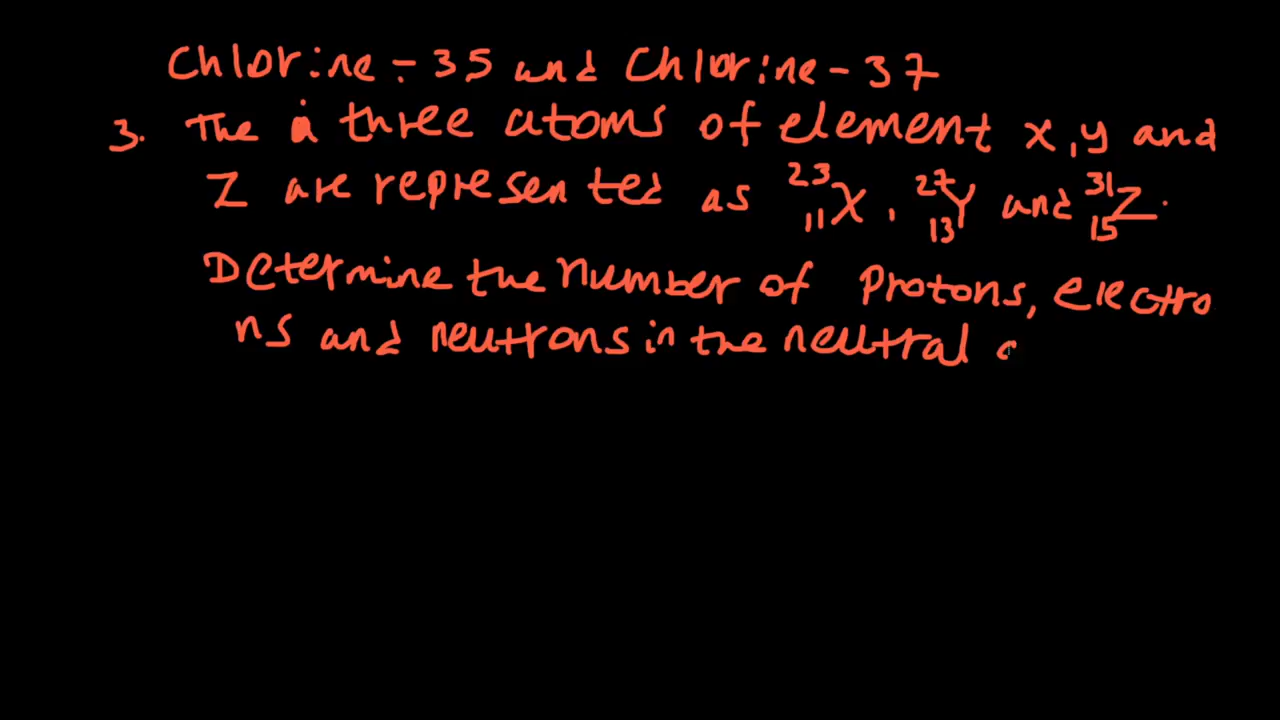 Chlorine - 35 and Chlorine - 37
3. The three atoms of element x, y and
Z are represented as ²³₁₁X, ²⁷₁₃Y and ³¹₁₅Z.
Determine the number of protons, electro
ns and neutrons in the neutral